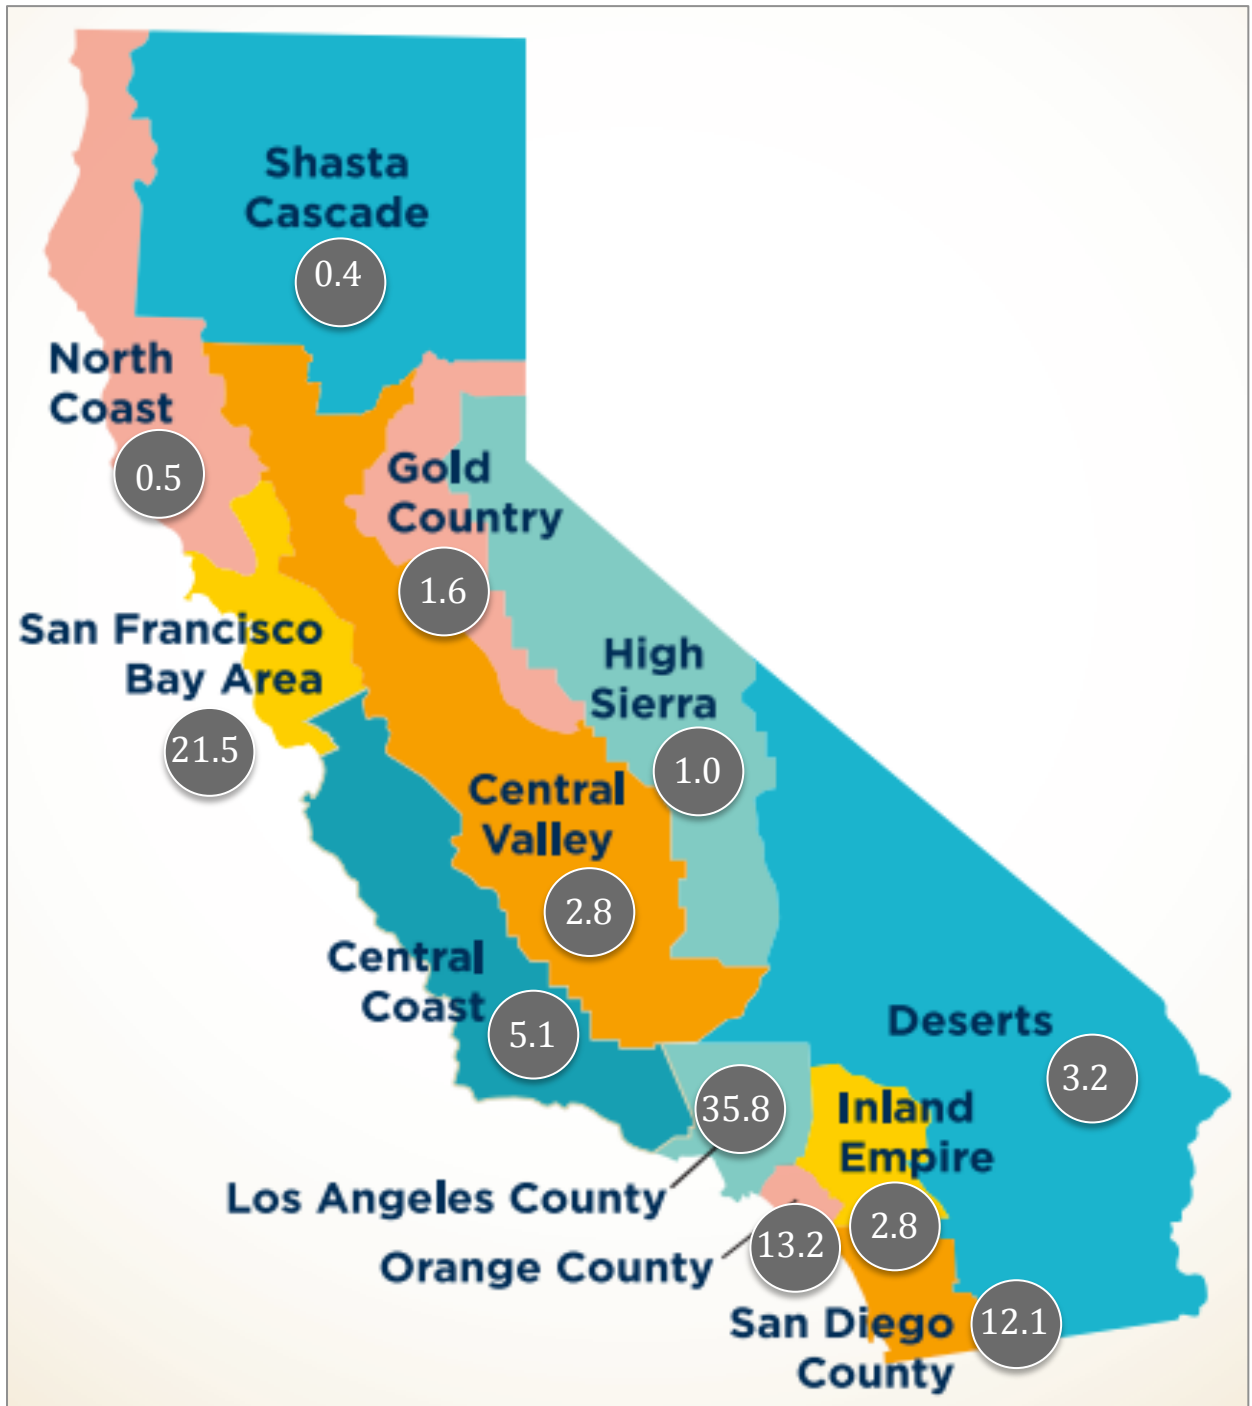 Shasta
Cascade
0.4
North
Coast
0.5
Gold
Country
1.6
San Francisco
Bay Area
21.5
High
Sierra
1.0
Central
Valley
2.8
Central
Coast
5.1
Deserts
3.2
35.8
Los Angeles County
Inland
Empire
2.8
Orange County
13.2
San Diego
County
12.1